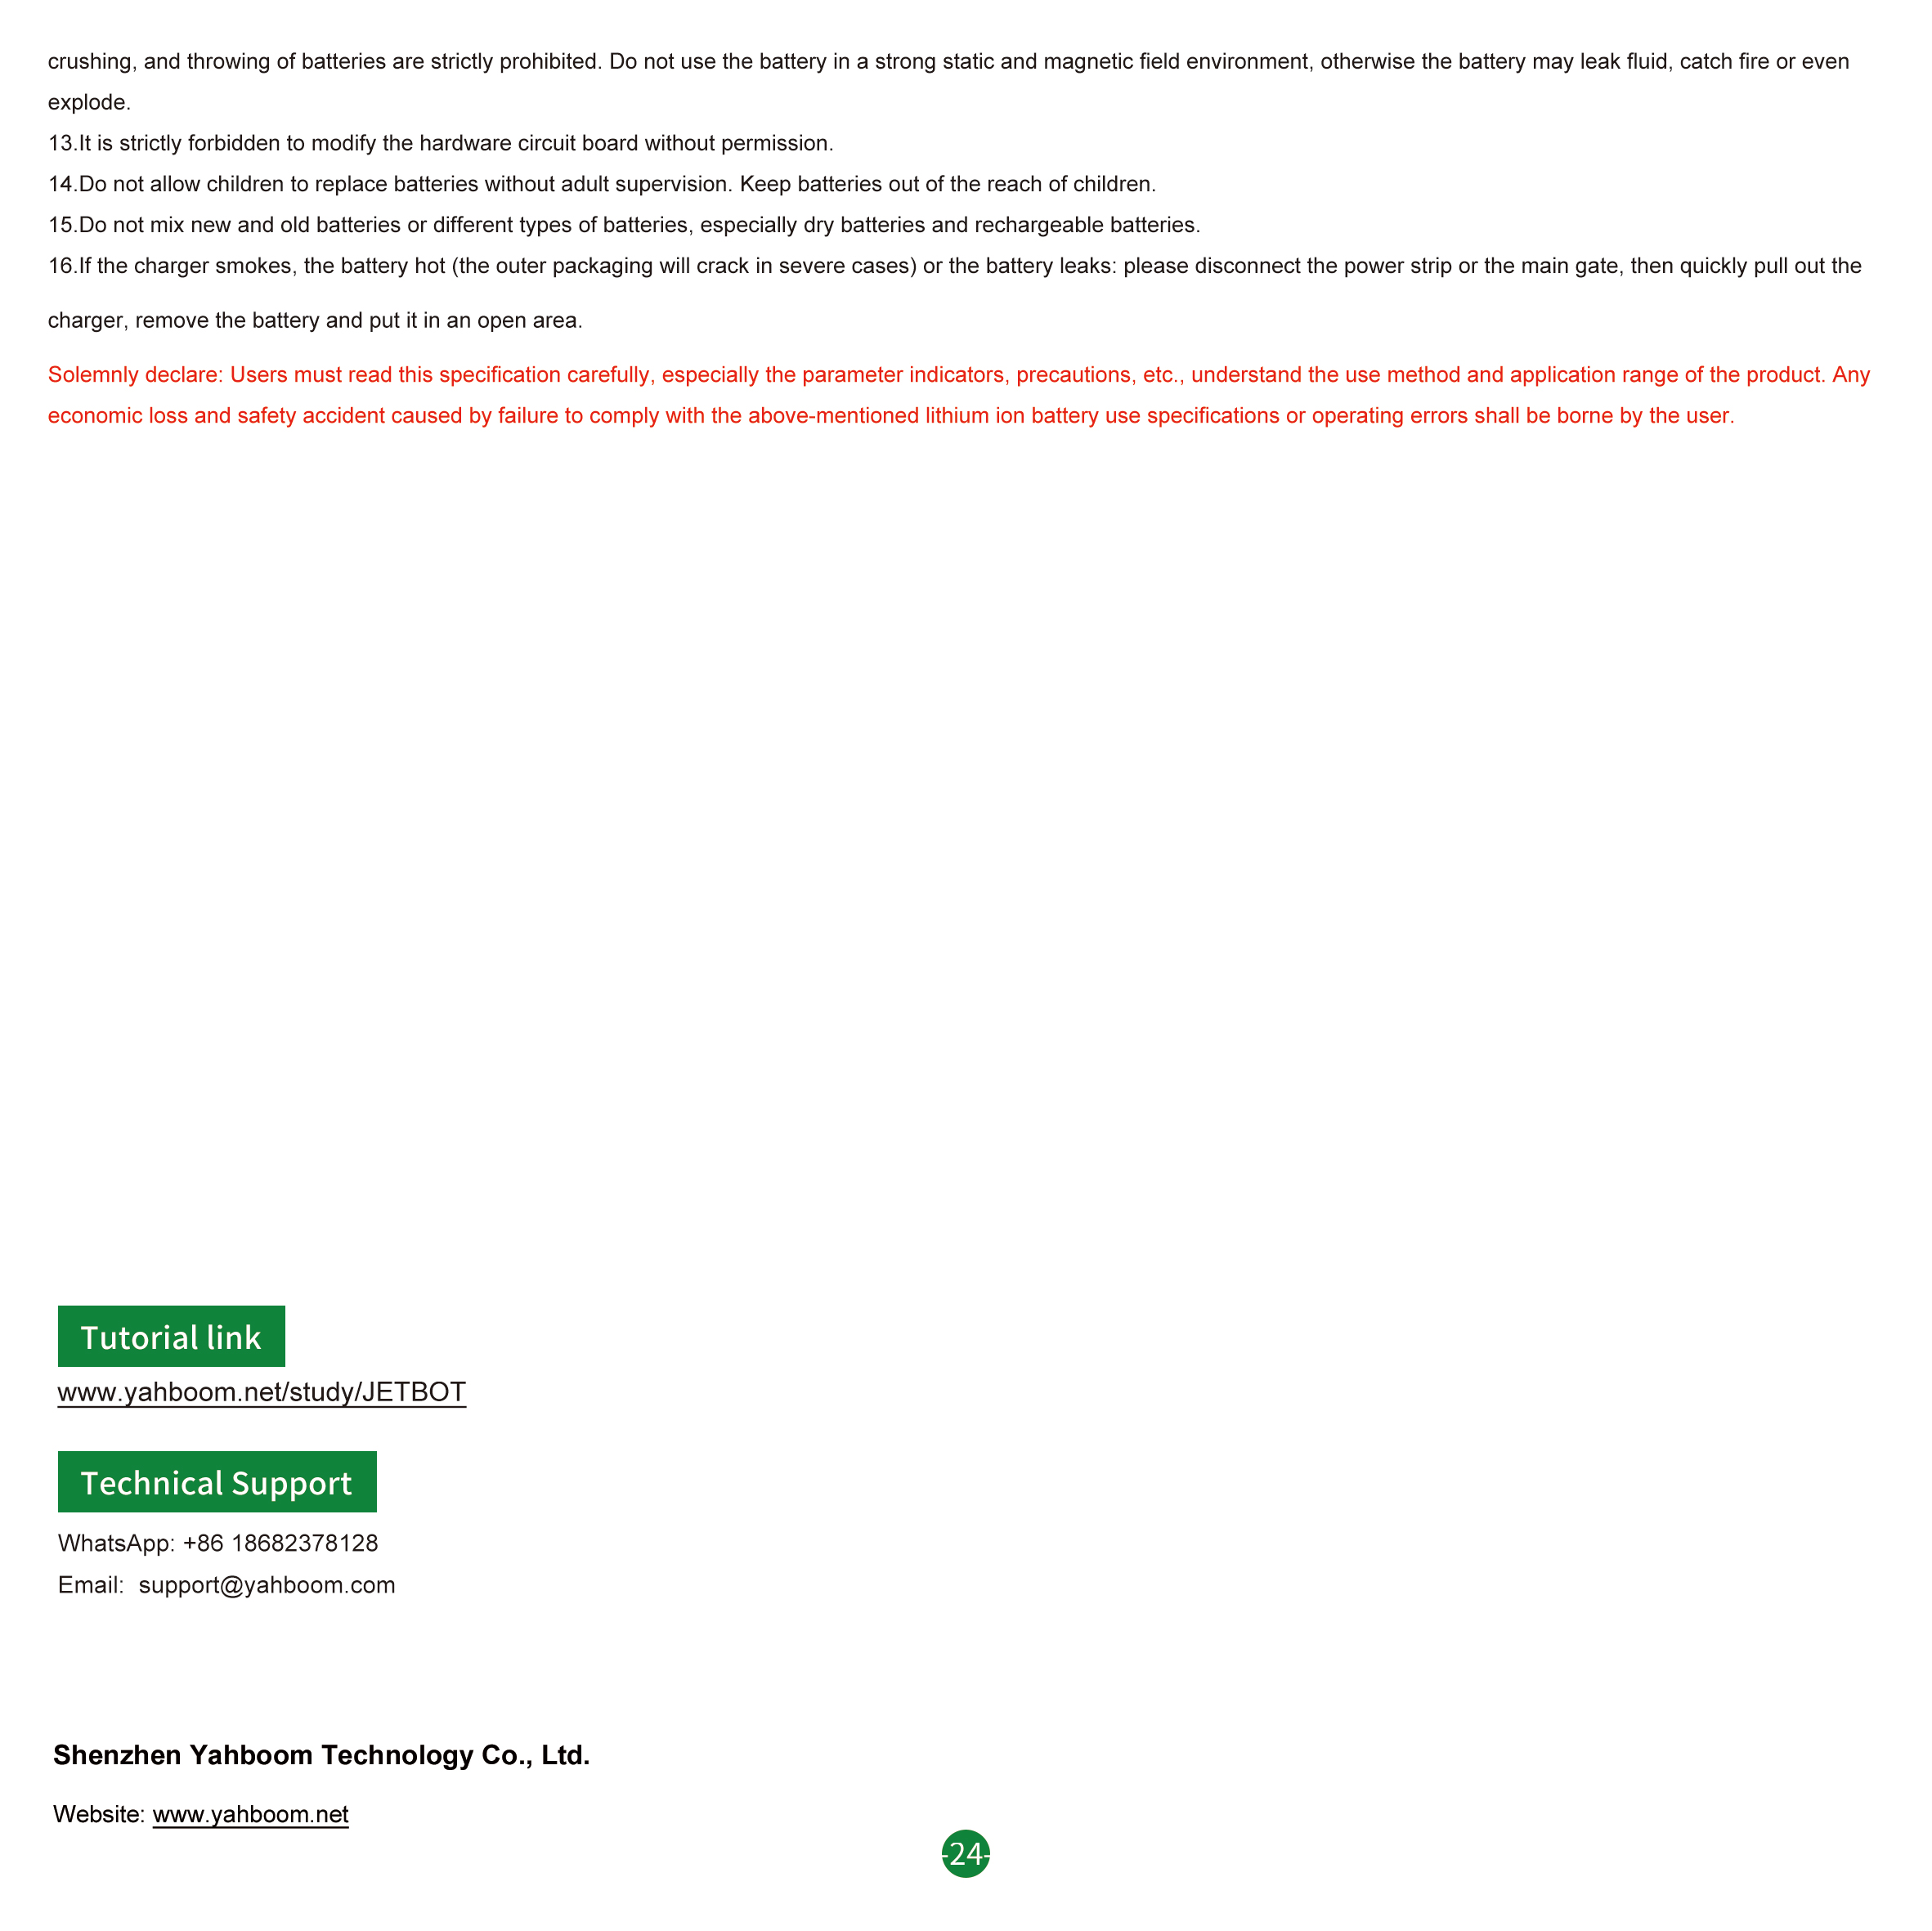 crushing, and throwing of batteries are strictly prohibited. Do not use the battery in a strong static and magnetic field environment, otherwise the battery may leak fluid, catch fire or even
explode.
13.It is strictly forbidden to modify the hardware circuit board without permission.
14.Do not allow children to replace batteries without adult supervision. Keep batteries out of the reach of children.
15.Do not mix new and old batteries or different types of batteries, especially dry batteries and rechargeable batteries.
16.If the charger smokes, the battery hot (the outer packaging will crack in severe cases) or the battery leaks: please disconnect the power strip or the main gate, then quickly pull out the
charger, remove the battery and put it in an open area.
Solemnly declare: Users must read this specification carefully, especially the parameter indicators, precautions, etc., understand the use method and application range of the product. Any
economic loss and safety accident caused by failure to comply with the above-mentioned lithium ion battery use specifications or operating errors shall be borne by the user.
Tutorial link
www.yahboom.net/study/JETBOT
Technical Support
WhatsApp: +86 18682378128
Email:  support@yahboom.com
Shenzhen Yahboom Technology Co., Ltd.
Website: www.yahboom.net
-24-